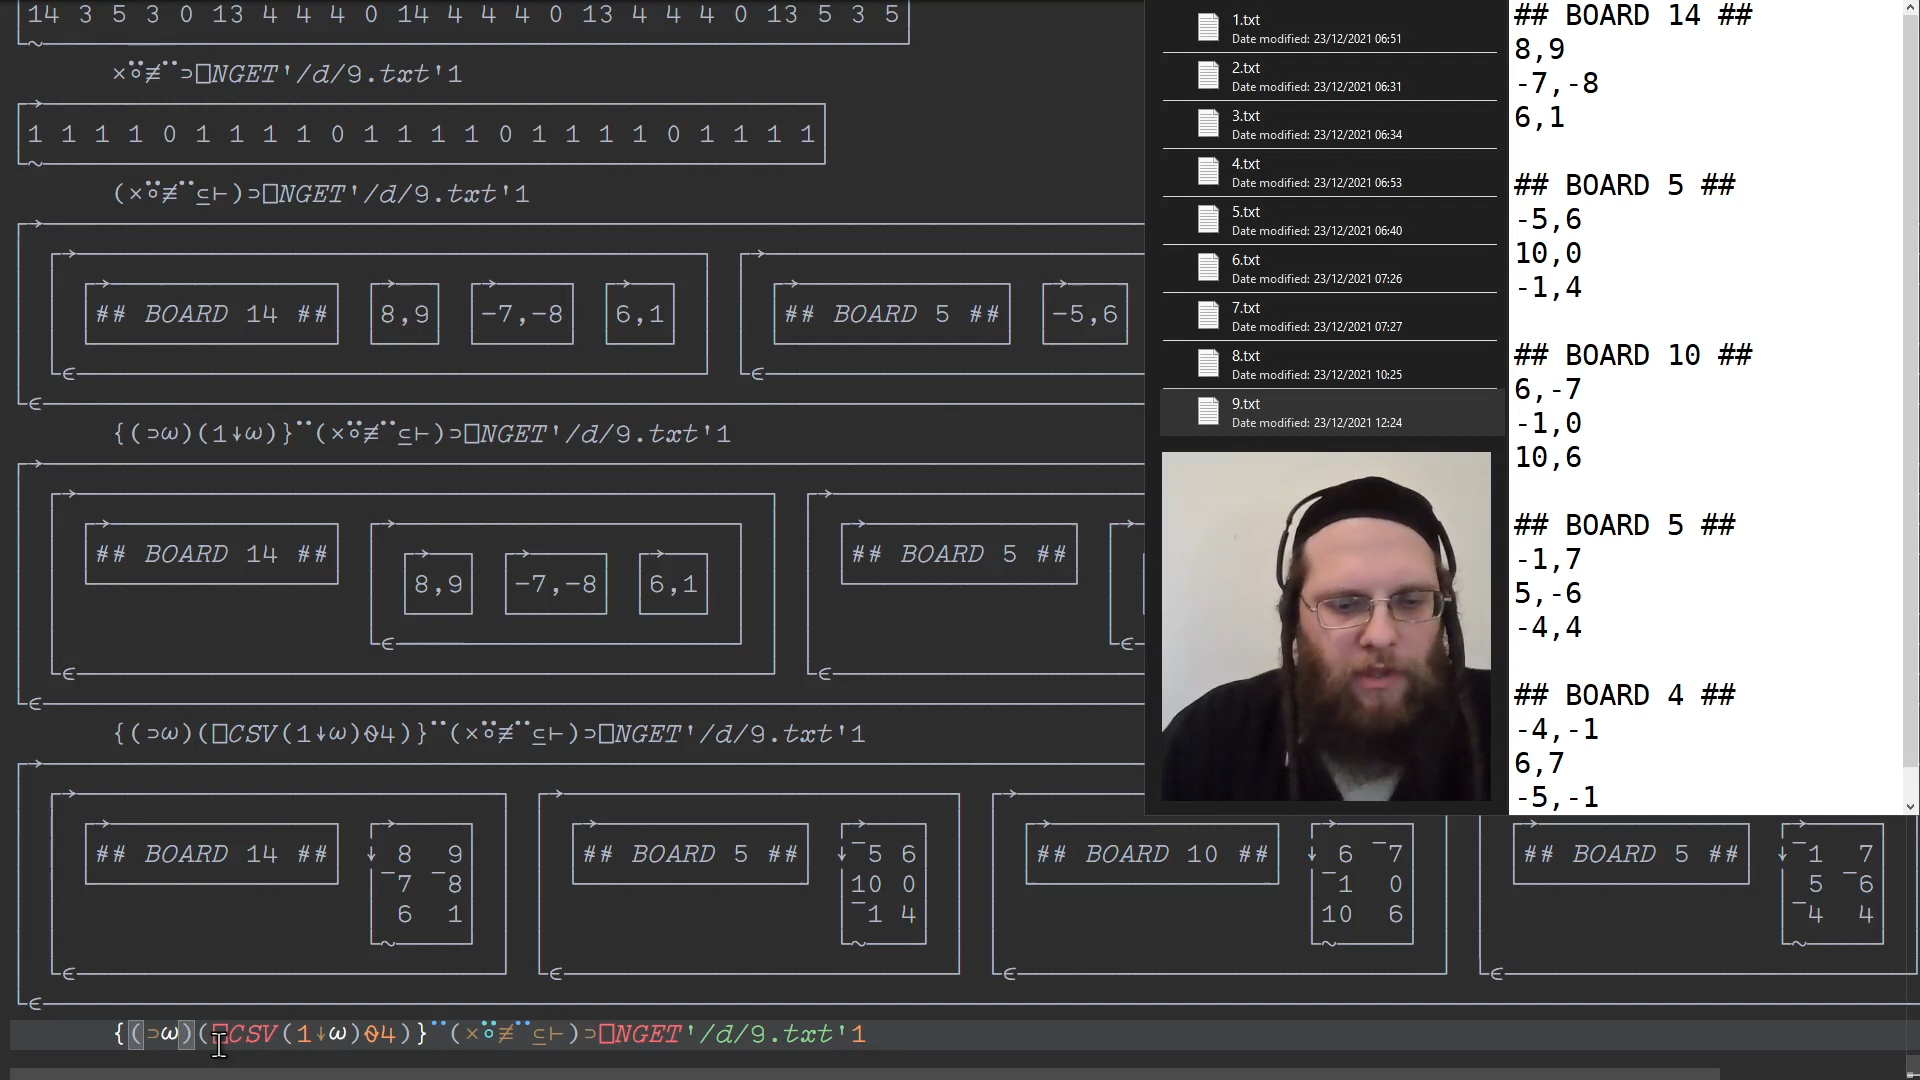 14 3 5 3 0 13 4 4 4 0 14 4 4 4 0 13 4 4 4 0 13 5 3 5
×⍤≢¨⊃⎕NGET'/d/9.txt'1
1 1 1 1 0 1 1 1 1 0 1 1 1 1 0 1 1 1 1 0 1 1 1 1
(×⍤≢¨⊆⊢)⊃⎕NGET'/d/9.txt'1
## BOARD 14 ## 8,9 -7,-8 6,1 ## BOARD 5 ## -5,6
{(⊃⍵)(1↓⍵)}¨(×⍤≢¨⊆⊢)⊃⎕NGET'/d/9.txt'1
## BOARD 14 ## 8,9 -7,-8 6,1 ## BOARD 5 ##
{(⊃⍵)(⎕CSV(1↓⍵)⍬4)}¨(×⍤≢¨⊆⊢)⊃⎕NGET'/d/9.txt'1
## BOARD 14 ## 8 9 ## BOARD 5 ## ¯5 6 ## BOARD 10 ## 6 ¯7 ## BOARD 5 ## ¯1 7
¯7 ¯8 10 0 ¯1 0 5 ¯6
6 1 ¯1 4 10 6 ¯4 4
{(⊃⍵)(⎕CSV(1↓⍵)⍬4)}¨(×⍤≢¨⊆⊢)⊃⎕NGET'/d/9.txt'1
1.txt
Date modified: 23/12/2021 06:51
2.txt
Date modified: 23/12/2021 06:31
3.txt
Date modified: 23/12/2021 06:34
4.txt
Date modified: 23/12/2021 06:53
5.txt
Date modified: 23/12/2021 06:40
6.txt
Date modified: 23/12/2021 07:26
7.txt
Date modified: 23/12/2021 07:27
8.txt
Date modified: 23/12/2021 10:25
9.txt
Date modified: 23/12/2021 12:24
## BOARD 14 ##
8,9
-7,-8
6,1
## BOARD 5 ##
-5,6
10,0
-1,4
## BOARD 10 ##
6,-7
-1,0
10,6
## BOARD 5 ##
-1,7
5,-6
-4,4
## BOARD 4 ##
-4,-1
6,7
-5,-1